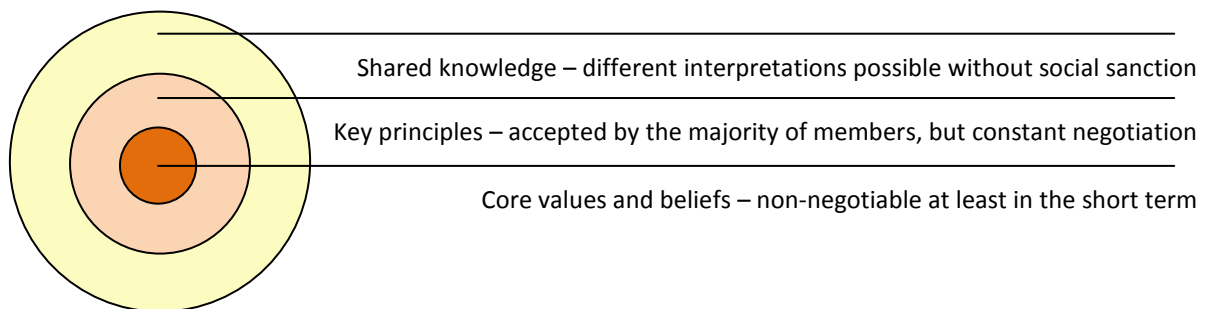 Shared knowledge – different interpretations possible without social sanction
Key principles – accepted by the majority of members, but constant negotiation
Core values and beliefs – non-negotiable at least in the short term